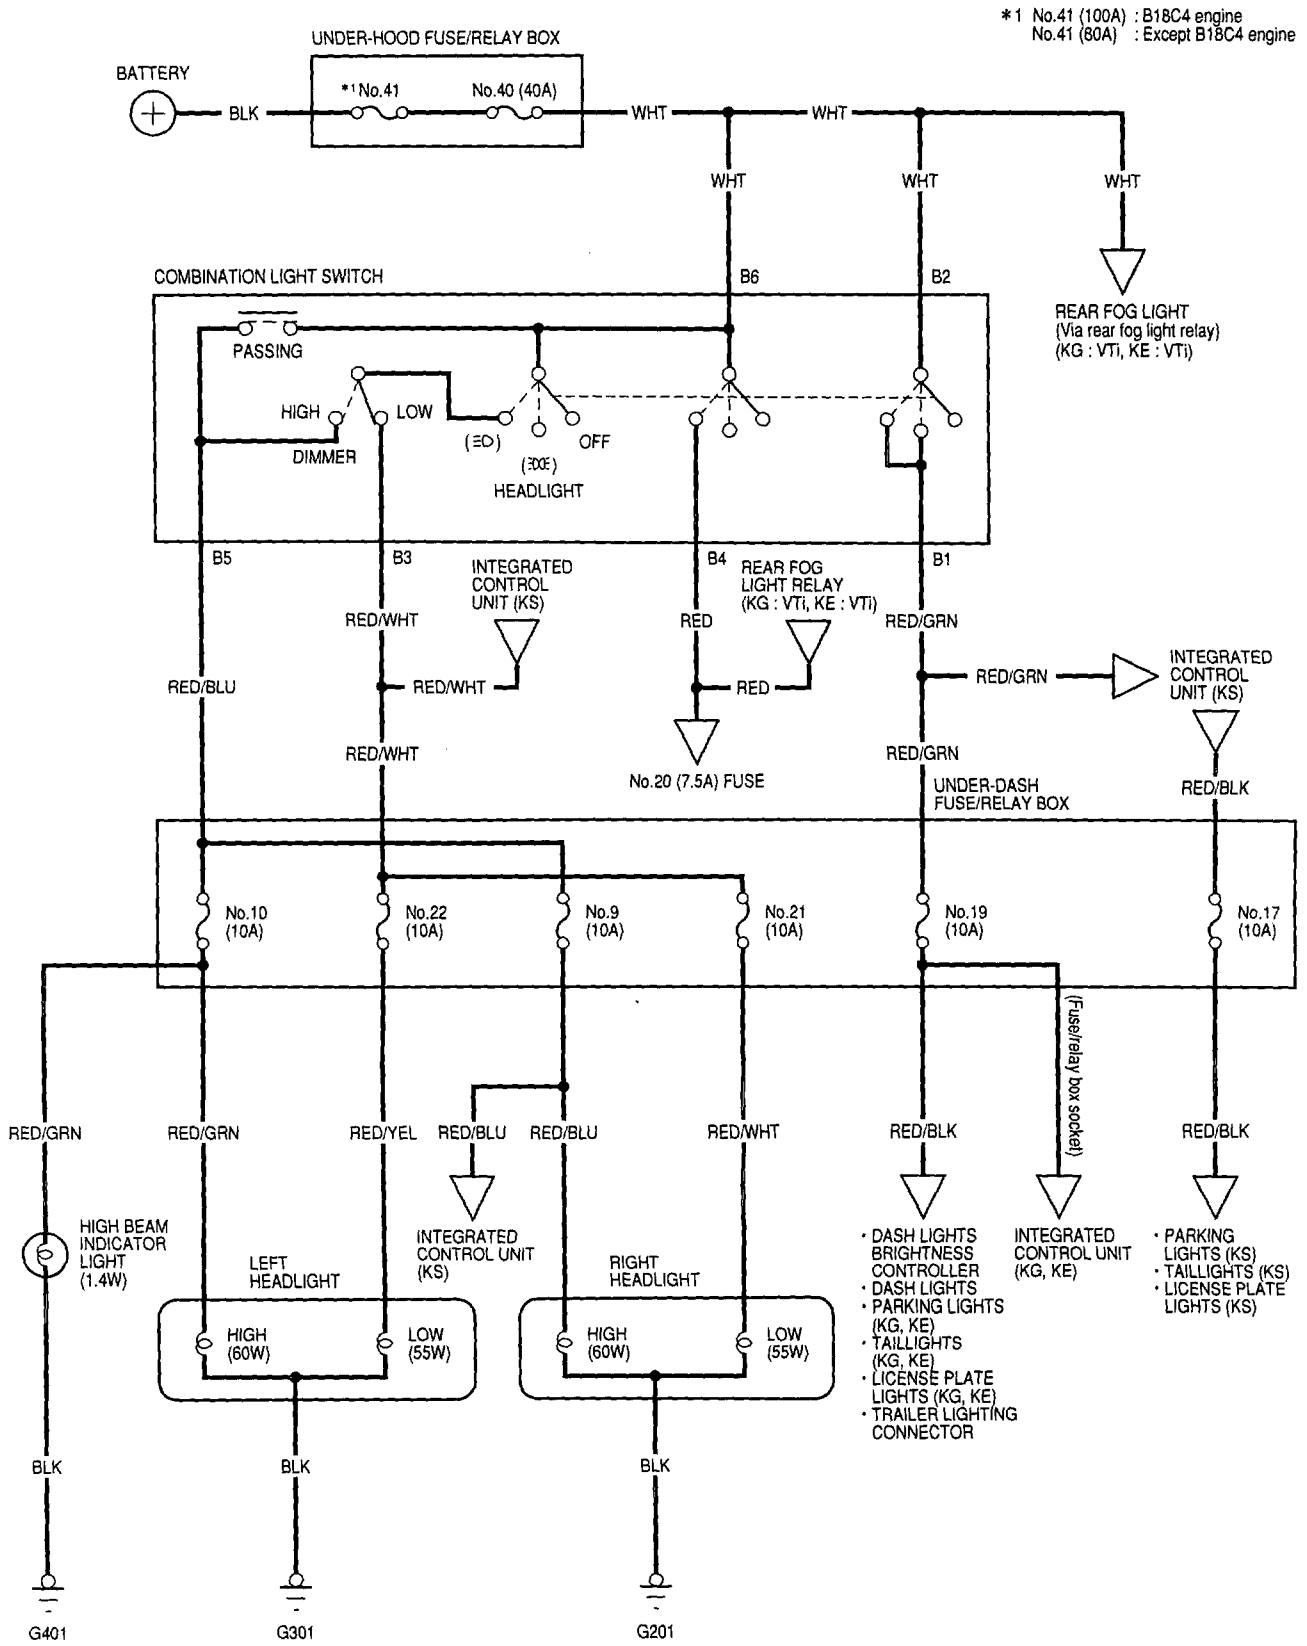 *1 No.41 (100A) : B18C4 engine
No.41 (80A) : Except B18C4 engine
UNDER-HOOD FUSE/RELAY BOX
BATTERY
*1 No.41
No.40 (40A)
BLK
WHT
WHT
WHT
WHT
WHT
COMBINATION LIGHT SWITCH
B6
B2
REAR FOG LIGHT
(Via rear fog light relay)
(KG : VTi, KE : VTi)
PASSING
HIGH
LOW
DIMMER
OFF
HEADLIGHT
B5
B3
B4
B1
INTEGRATED
CONTROL
UNIT (KS)
REAR FOG
LIGHT RELAY
(KG : VTi, KE : VTi)
RED/WHT
RED
RED/GRN
RED/BLU
RED/WHT
RED
RED/GRN
INTEGRATED
CONTROL
UNIT (KS)
RED/WHT
No.20 (7.5A) FUSE
RED/GRN
UNDER-DASH
FUSE/RELAY BOX
RED/BLK
No.10
(10A)
No.22
(10A)
No.9
(10A)
No.21
(10A)
No.19
(10A)
No.17
(10A)
(Fuse/relay box socket)
RED/GRN
RED/GRN
RED/YEL
RED/BLU
RED/BLU
RED/WHT
RED/BLK
RED/BLK
HIGH BEAM
INDICATOR
LIGHT
(1.4W)
LEFT
HEADLIGHT
INTEGRATED
CONTROL UNIT
(KS)
RIGHT
HEADLIGHT
· DASH LIGHTS
BRIGHTNESS
CONTROLLER
· DASH LIGHTS
· PARKING LIGHTS
(KG, KE)
· TAILLIGHTS
(KG, KE)
· LICENSE PLATE
LIGHTS (KG, KE)
· TRAILER LIGHTING
CONNECTOR
INTEGRATED
CONTROL UNIT
(KG, KE)
· PARKING
LIGHTS (KS)
· TAILLIGHTS (KS)
· LICENSE PLATE
LIGHTS (KS)
HIGH
(60W)
LOW
(55W)
HIGH
(60W)
LOW
(55W)
BLK
BLK
BLK
G401
G301
G201